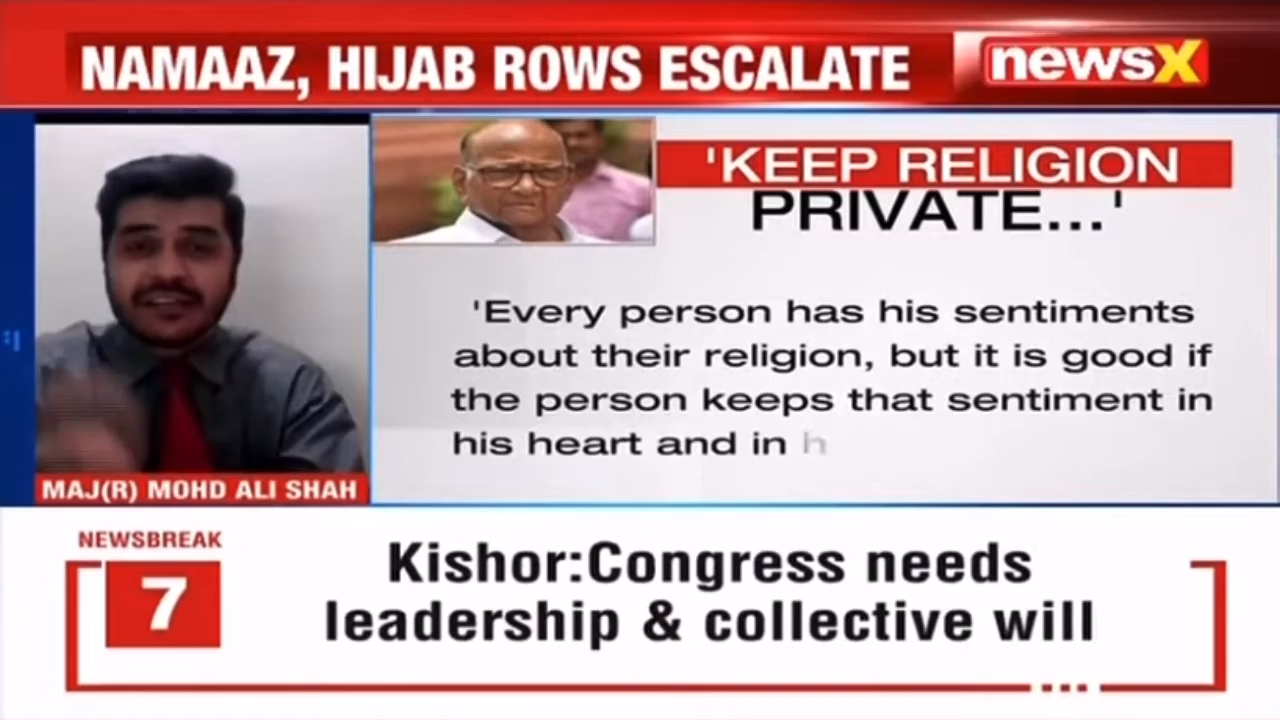 NAMAAZ, HIJAB ROWS ESCALATE
newsX
'KEEP RELIGION
PRIVATE...'
'Every person has his sentiments
about their religion, but it is good if
the person keeps that sentiment in
his heart and in h
MAJ(R) MOHD ALI SHAH
NEWSBREAK
7
Kishor:Congress needs
leadership & collective will